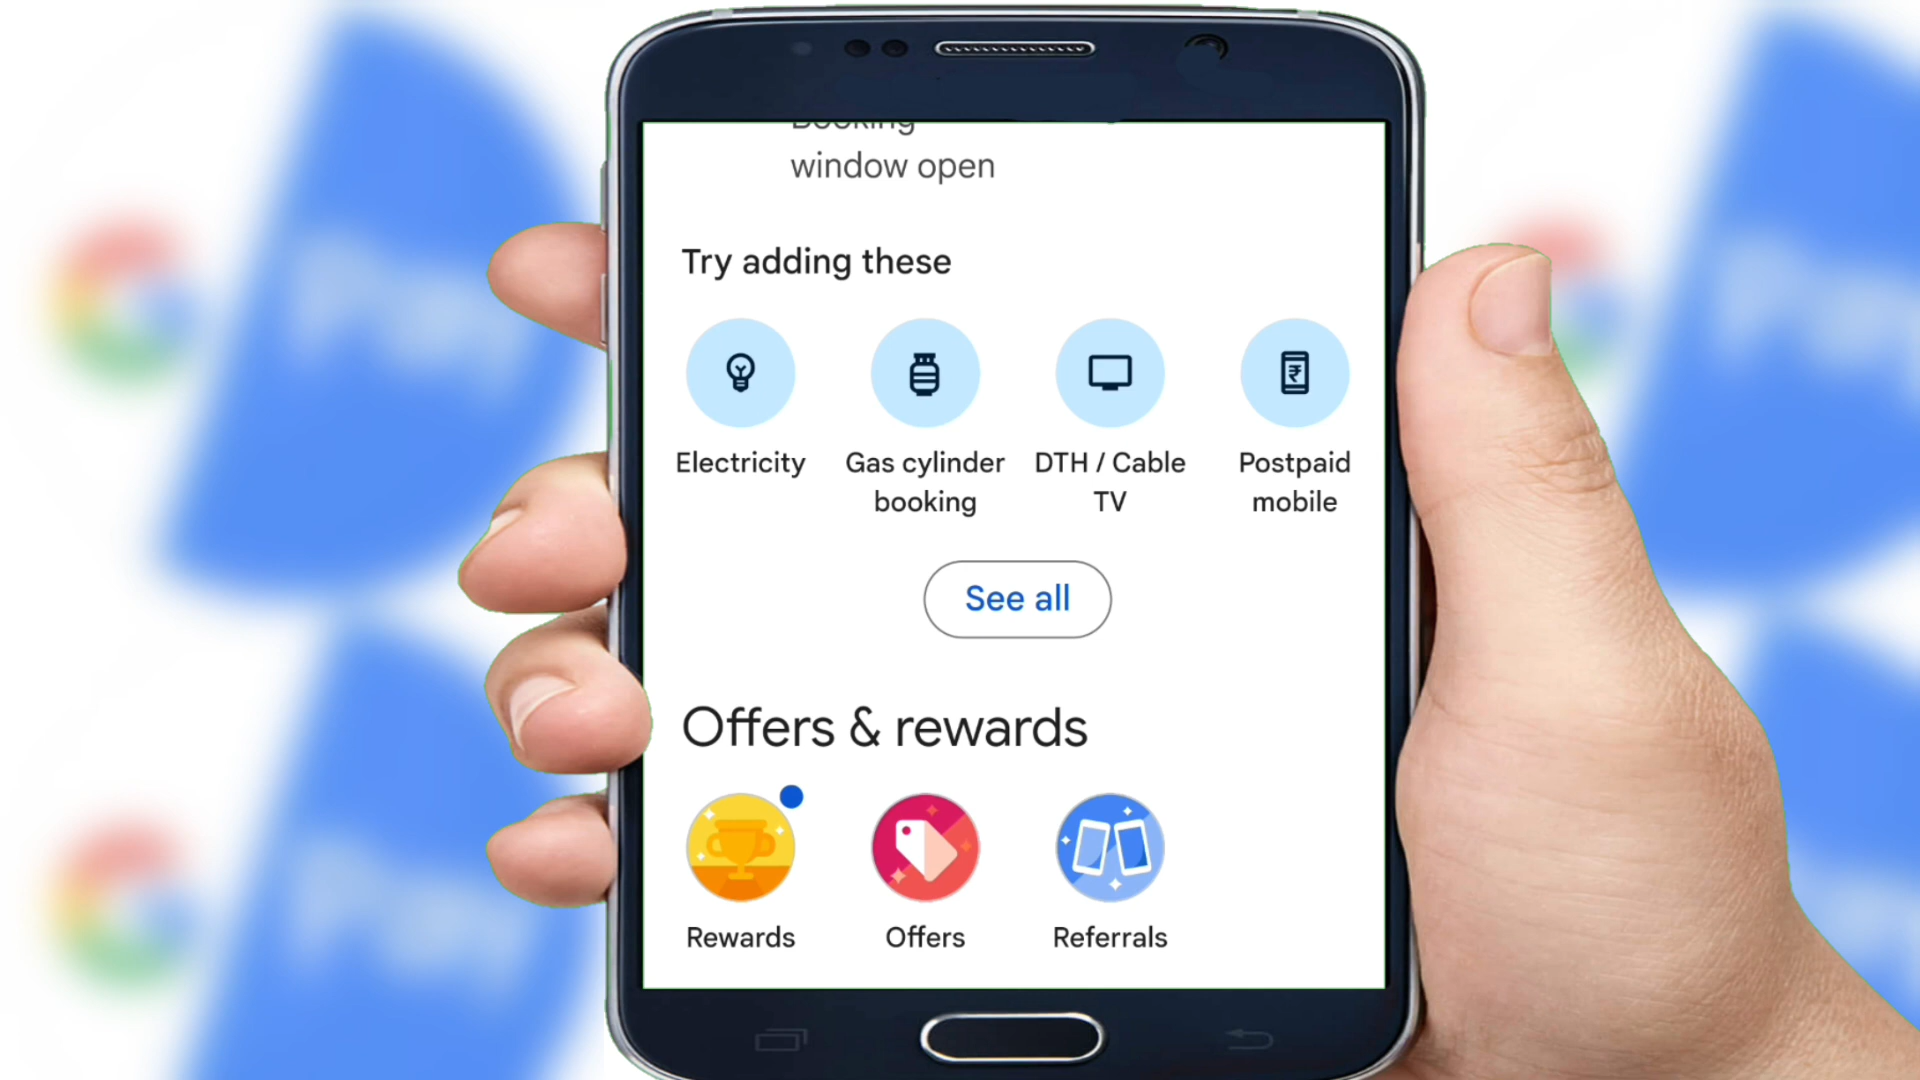 Booking
window open
Try adding these
Electricity
Gas cylinder
booking
DTH / Cable
TV
Postpaid
mobile
See all
Offers & rewards
Rewards
Offers
Referrals